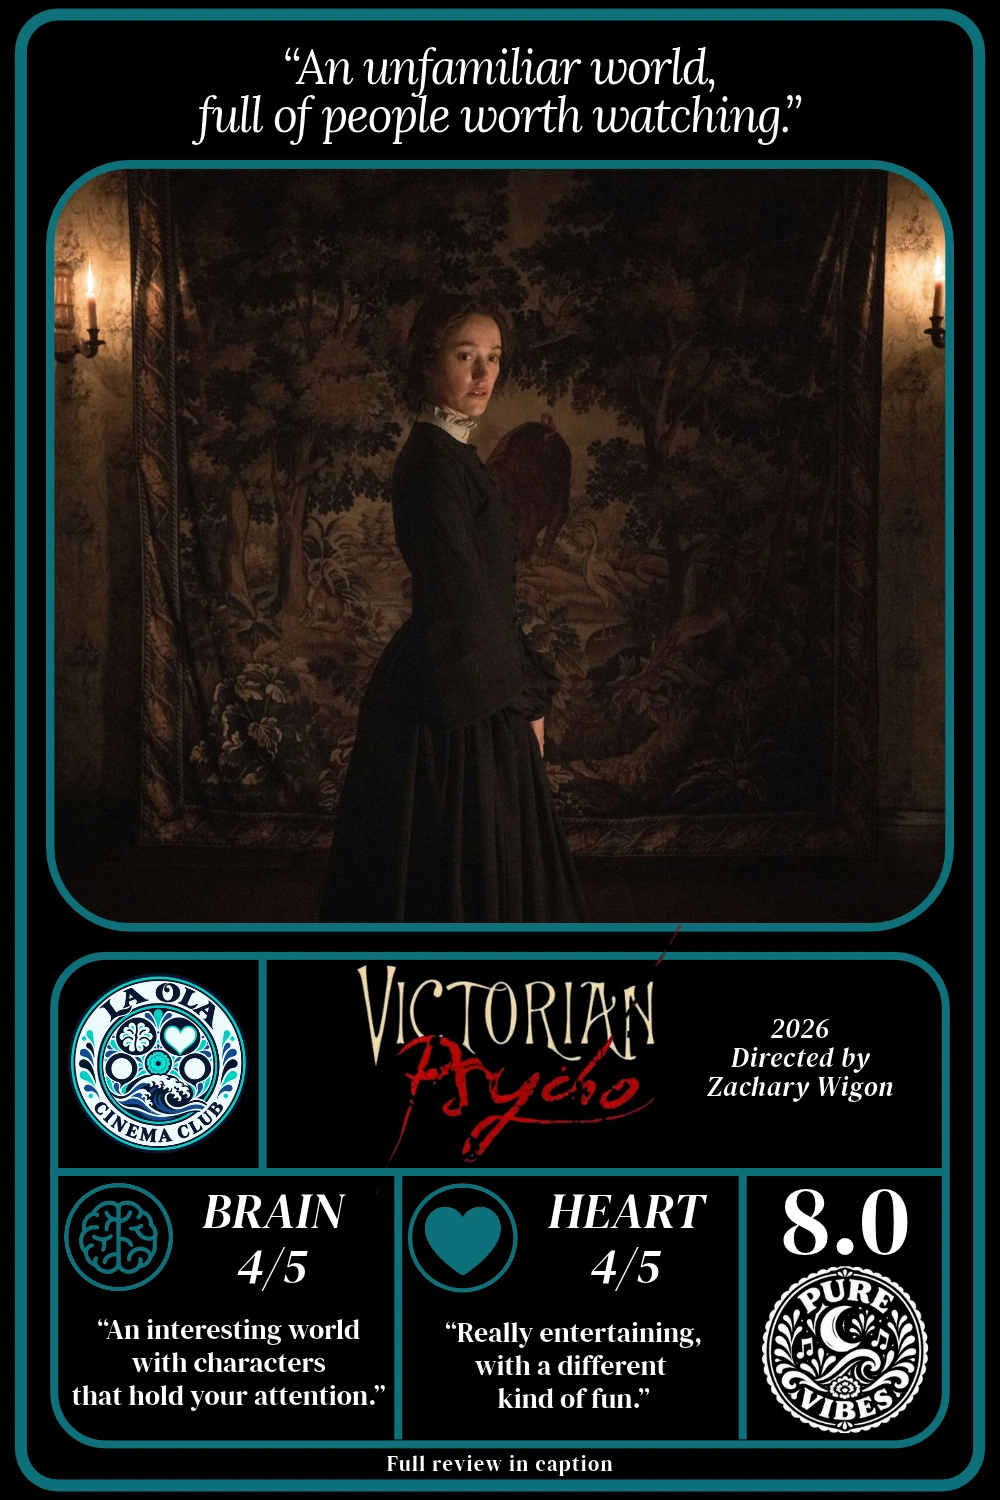 “An unfamiliar world,
full of people worth watching.”
LA OLA
CINEMA CLUB
VICTORIAN
Psycho
2026
Directed by
Zachary Wigon
BRAIN
4/5
“An interesting world
with characters
that hold your attention.”
HEART
4/5
“Really entertaining,
with a different
kind of fun.”
8.0
PURE
VIBES
Full review in caption